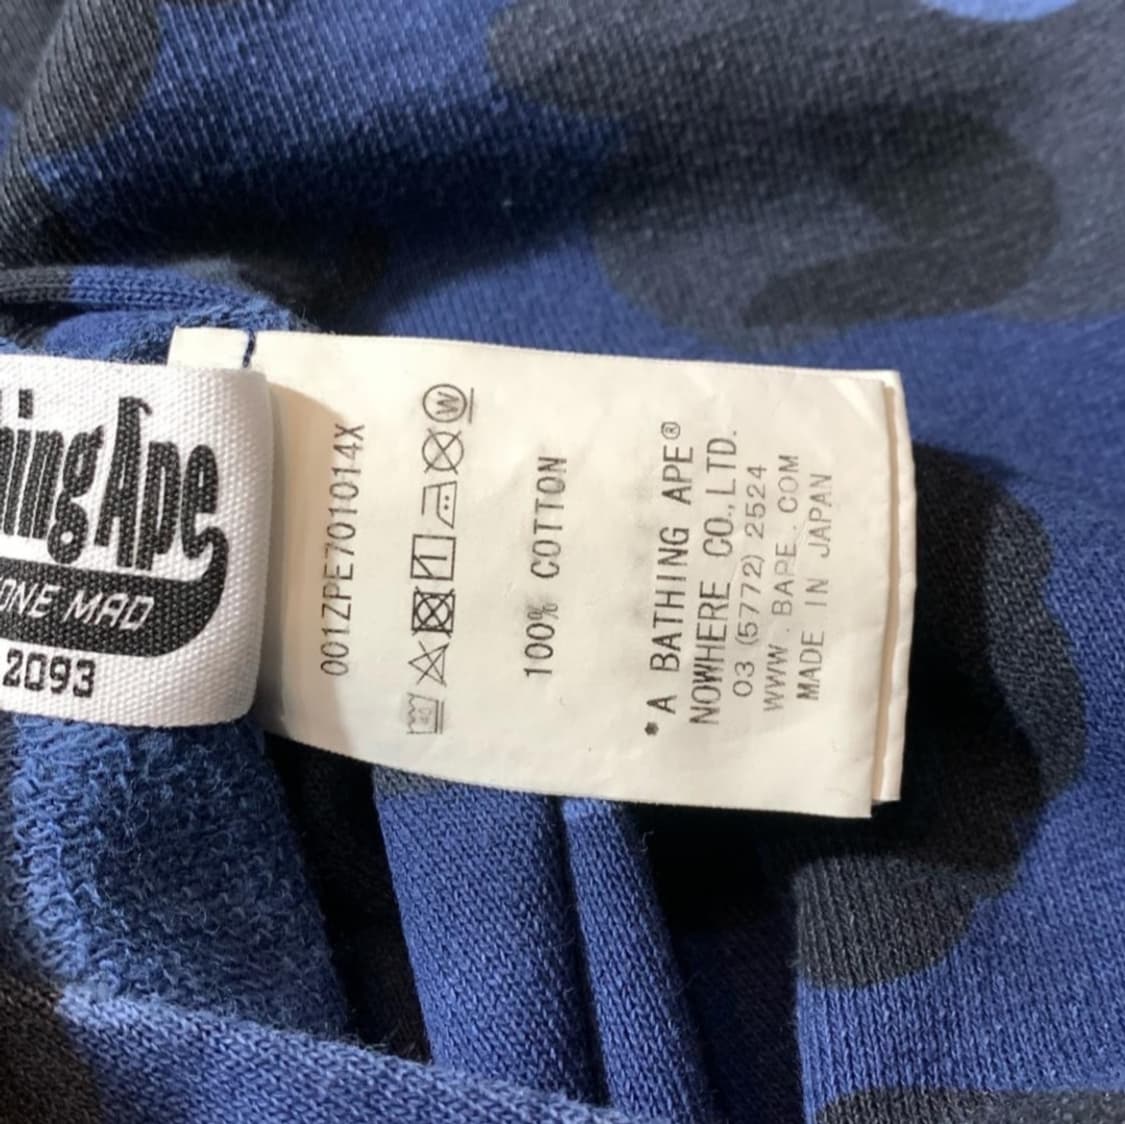 hing Ape
ONE MAD
2093
001ZPE701014X
W
100% COTTON
*A BATHING APE®
NOWHERE CO.,LTD.
03 (5772) 2524
WWW.BAPE.COM
MADE IN JAPAN